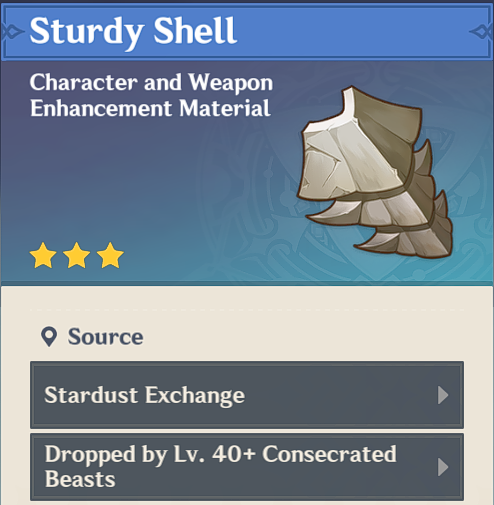 Sturdy Shell
Character and Weapon
Enhancement Material
Source
Stardust Exchange
Dropped by Lv. 40+ Consecrated
Beasts